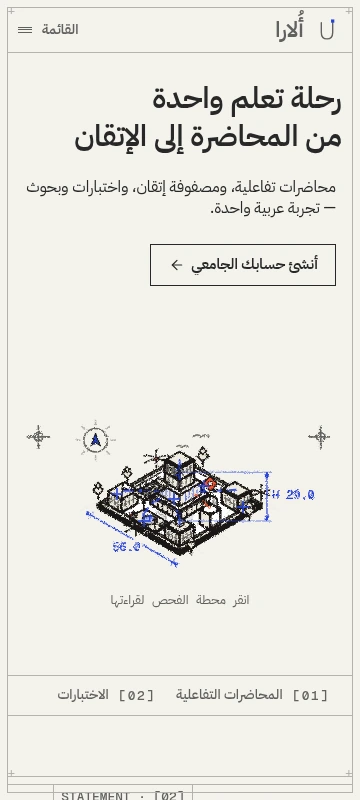 ألارا
القائمة
رحلة تعلم واحدة
من المحاضرة إلى الإتقان
محاضرات تفاعلية، ومصفوفة إتقان، واختبارات وبحوث
— تجربة عربية واحدة.
أنشئ حسابك الجامعي ←
H 29.0
56.0
انقر محطة الفحص لقراءتها
[01] المحاضرات التفاعلية
[02] الاختبارات
STATEMENT · [02]